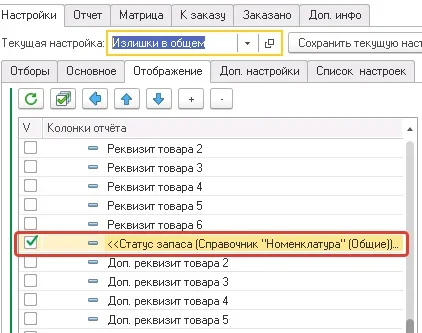 Настройки Отчет Матрица К заказу Заказано Доп. инфо
Текущая настройка: Излишки в общем Сохранить текущую наст
Отборы Основное Отображение Доп. настройки Список настроек
+ -
V Колонки отчёта
Реквизит товара 2
Реквизит товара 3
Реквизит товара 4
Реквизит товара 5
Реквизит товара 6
<<Статус запаса (Справочник "Номенклатура" (Общие))...
Доп. реквизит товара 2
Доп. реквизит товара 3
Доп. реквизит товара 4
Доп. реквизит товара 5